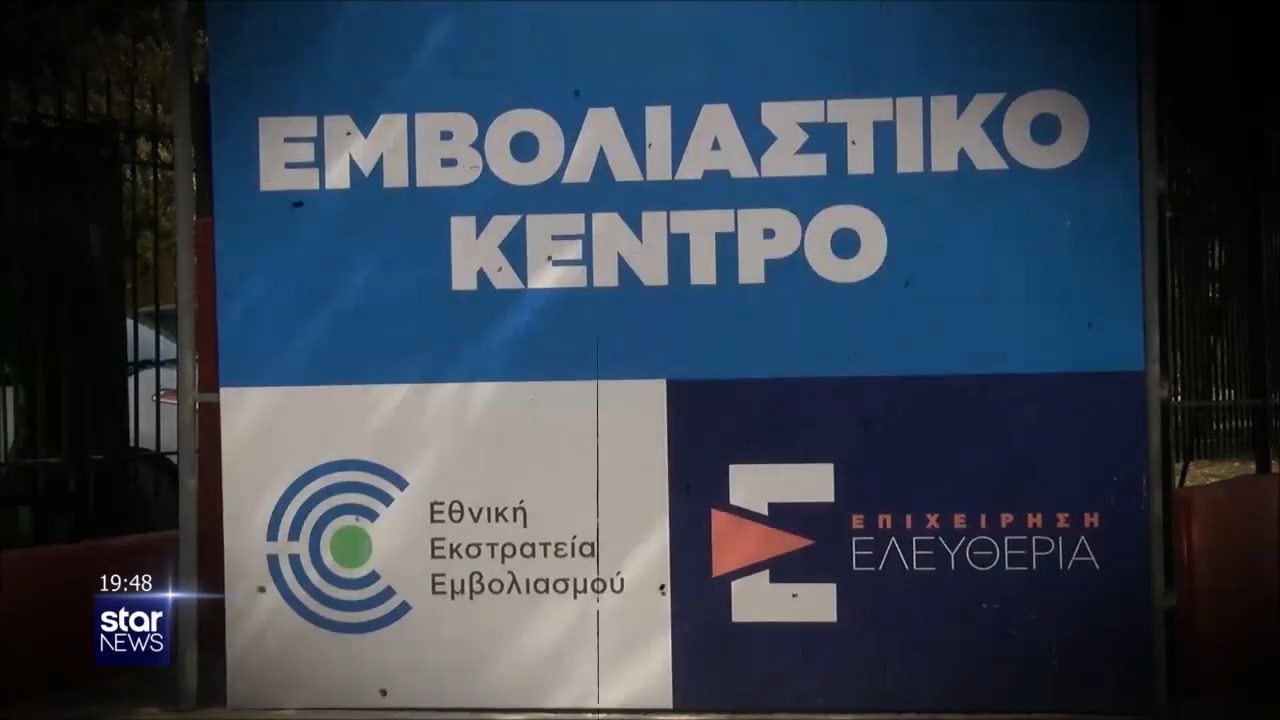 ΕΜΒΟΛΙΑΣΤΙΚΟ
ΚΕΝΤΡΟ
Εθνική
Εκστρατεία
Εμβολιασμού
ΕΠΙΧΕΙΡΗΣΗ
ΕΛΕΥΘΕΡΙΑ
19:48
star
NEWS